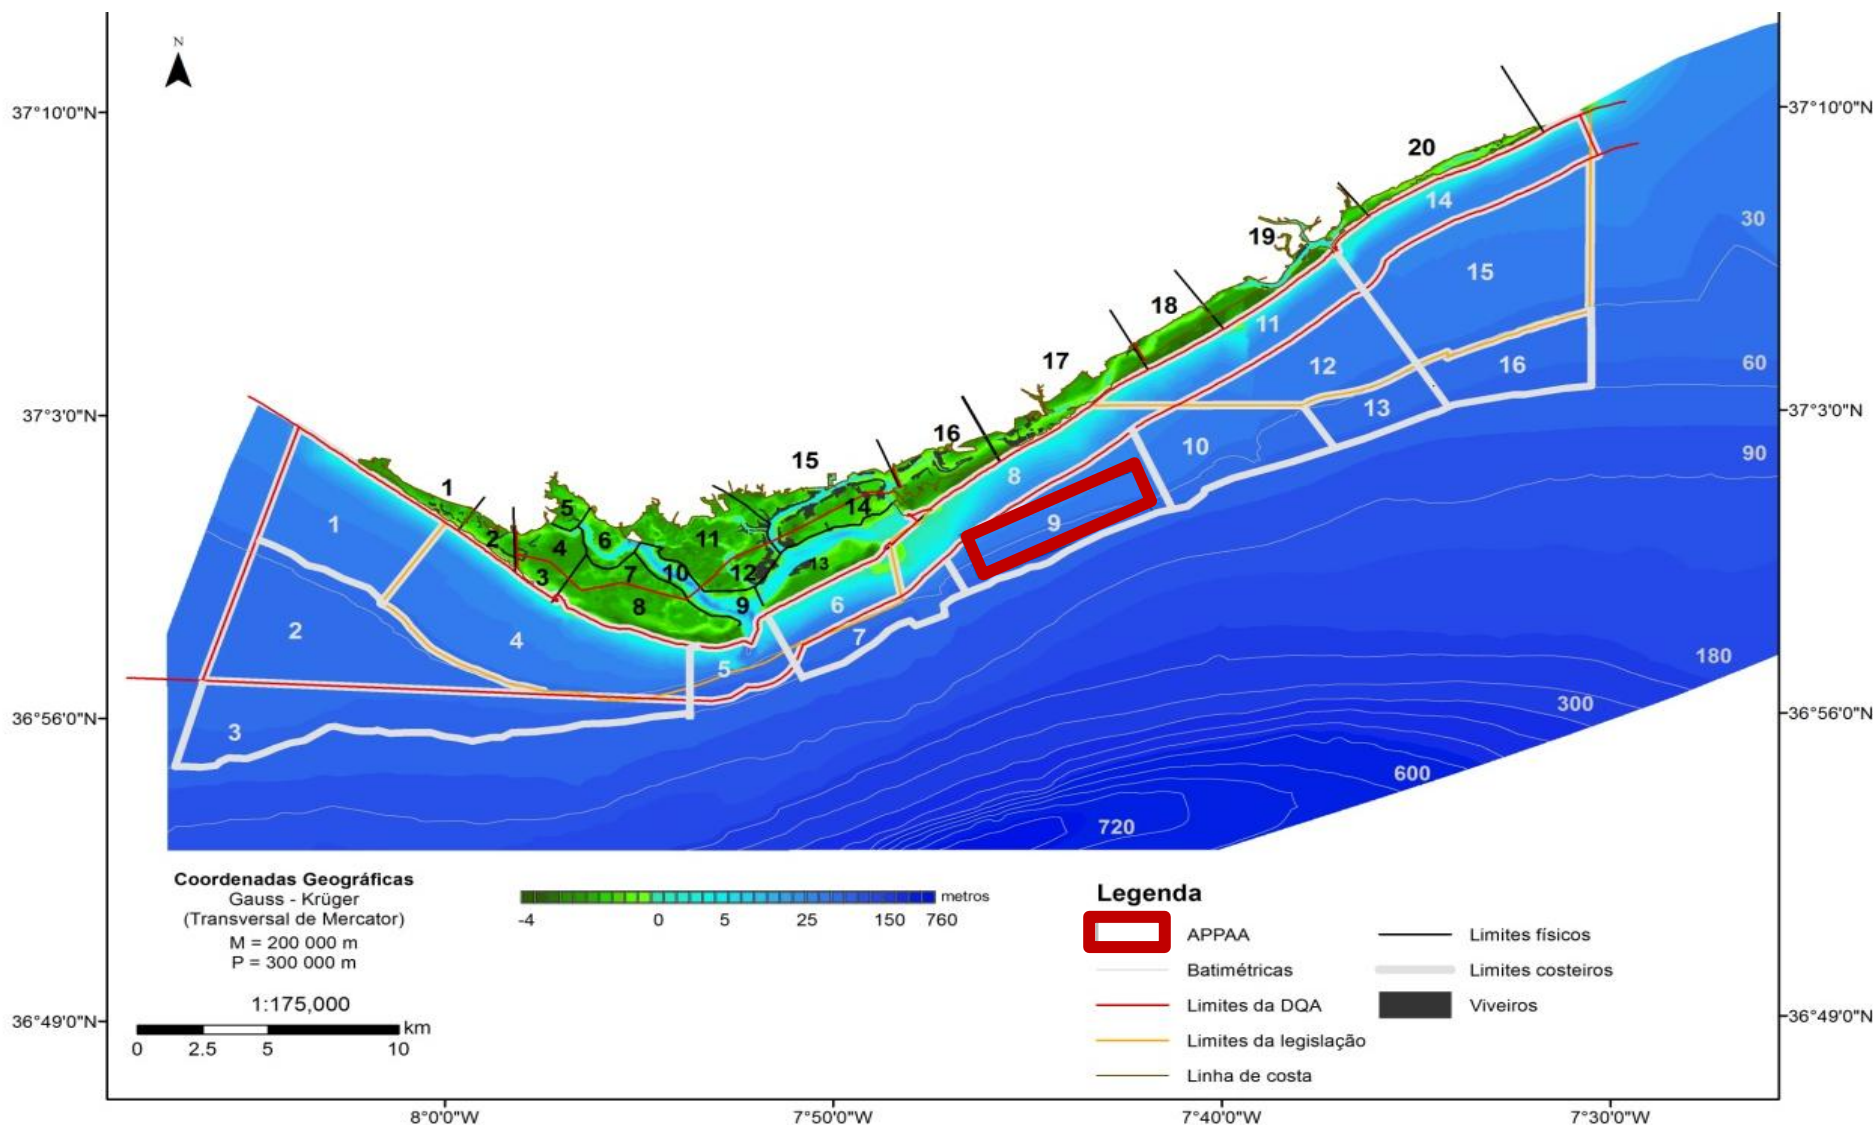 N
37°10'0"N
37°10'0"N
20
14
30
19
15
18
11
60
17
12
16
37°3'0"N
37°3'0"N
13
16
10
90
15
8
1
14
9
5
1
2
4
6
11
3
7
10
12
13
8
9
6
2
4
7
5
180
3
36°56'0"N
36°56'0"N
300
600
720
Coordenadas Geográficas
Gauss - Krüger
(Transversal de Mercator)
M = 200 000 m
P = 300 000 m
1:175,000
km
0 2.5 5 10
metros
-4 0 5 25 150 760
Legenda
APPAA
Batimétricas
Limites da DQA
Limites da legislação
Linha de costa
Limites físicos
Limites costeiros
Viveiros
36°49'0"N
36°49'0"N
8°0'0"W
7°50'0"W
7°40'0"W
7°30'0"W